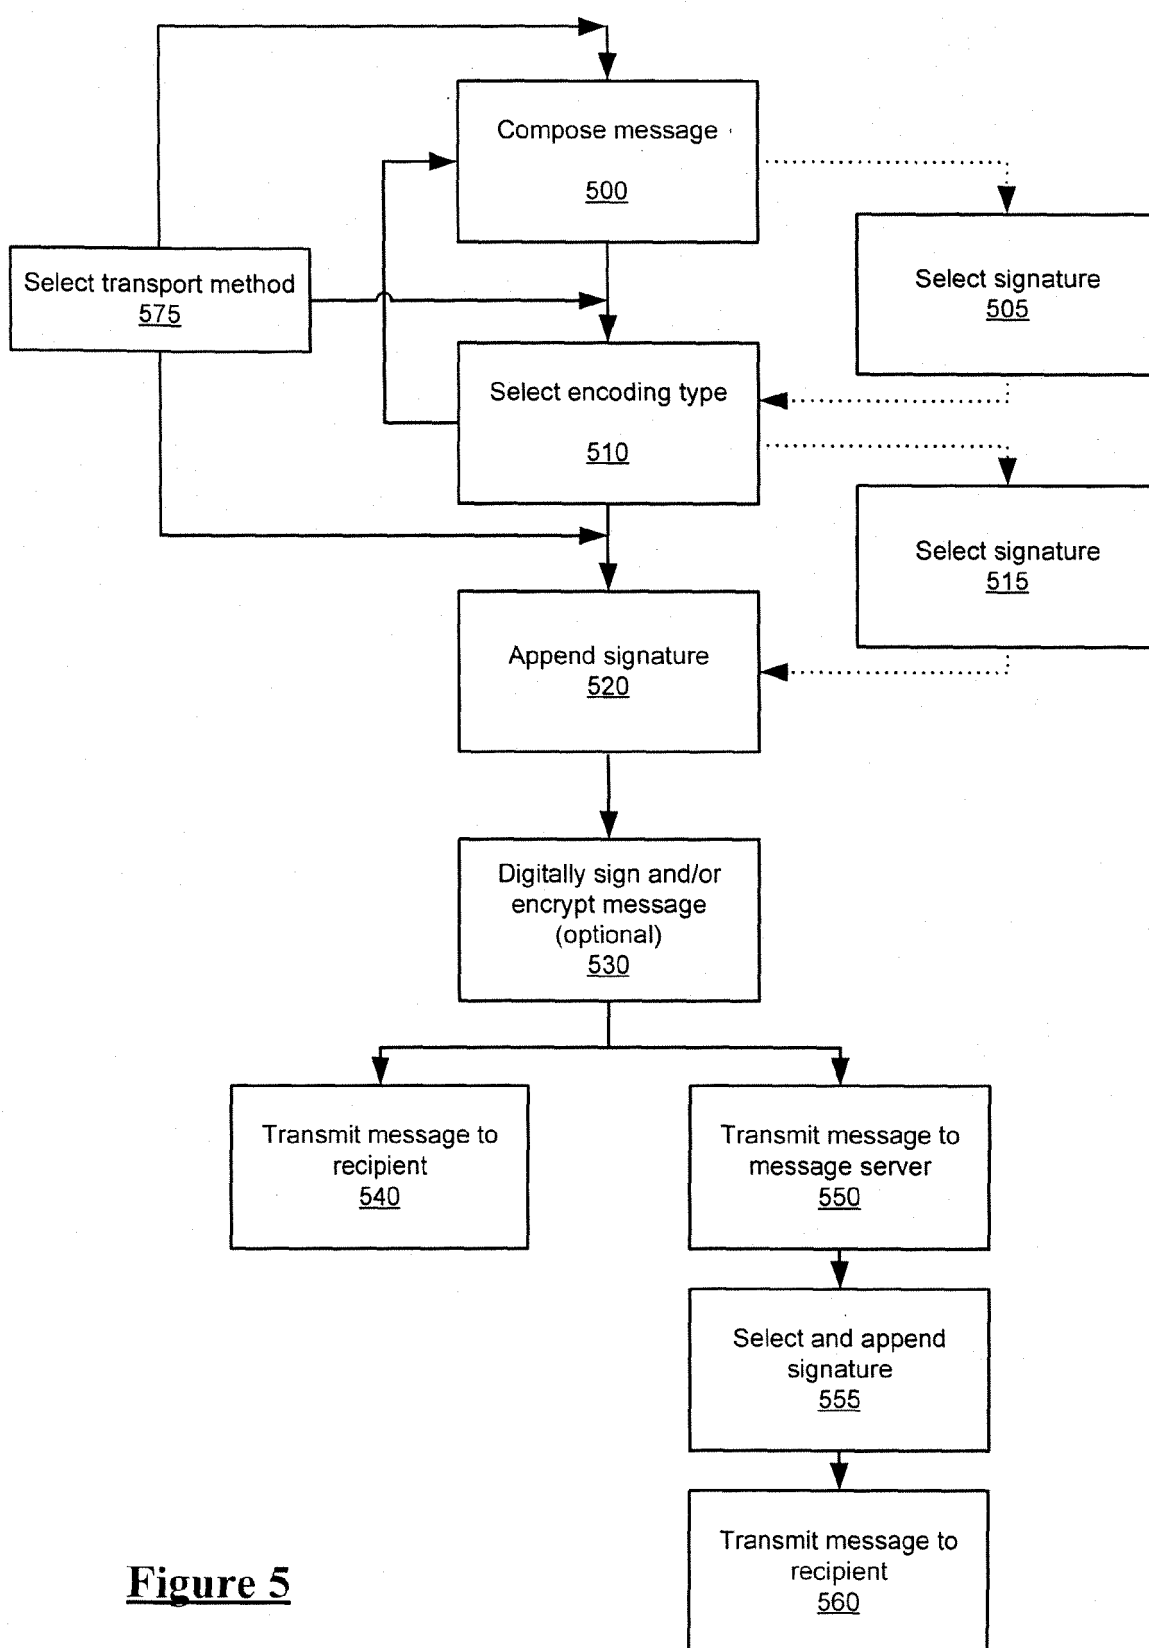 Compose message
500
Select transport method
575
Select signature
505
Select encoding type
510
Select signature
515
Append signature
520
Digitally sign and/or
encrypt message
(optional)
530
Transmit message to
recipient
540
Transmit message to
message server
550
Select and append
signature
555
Transmit message to
recipient
560
Figure 5